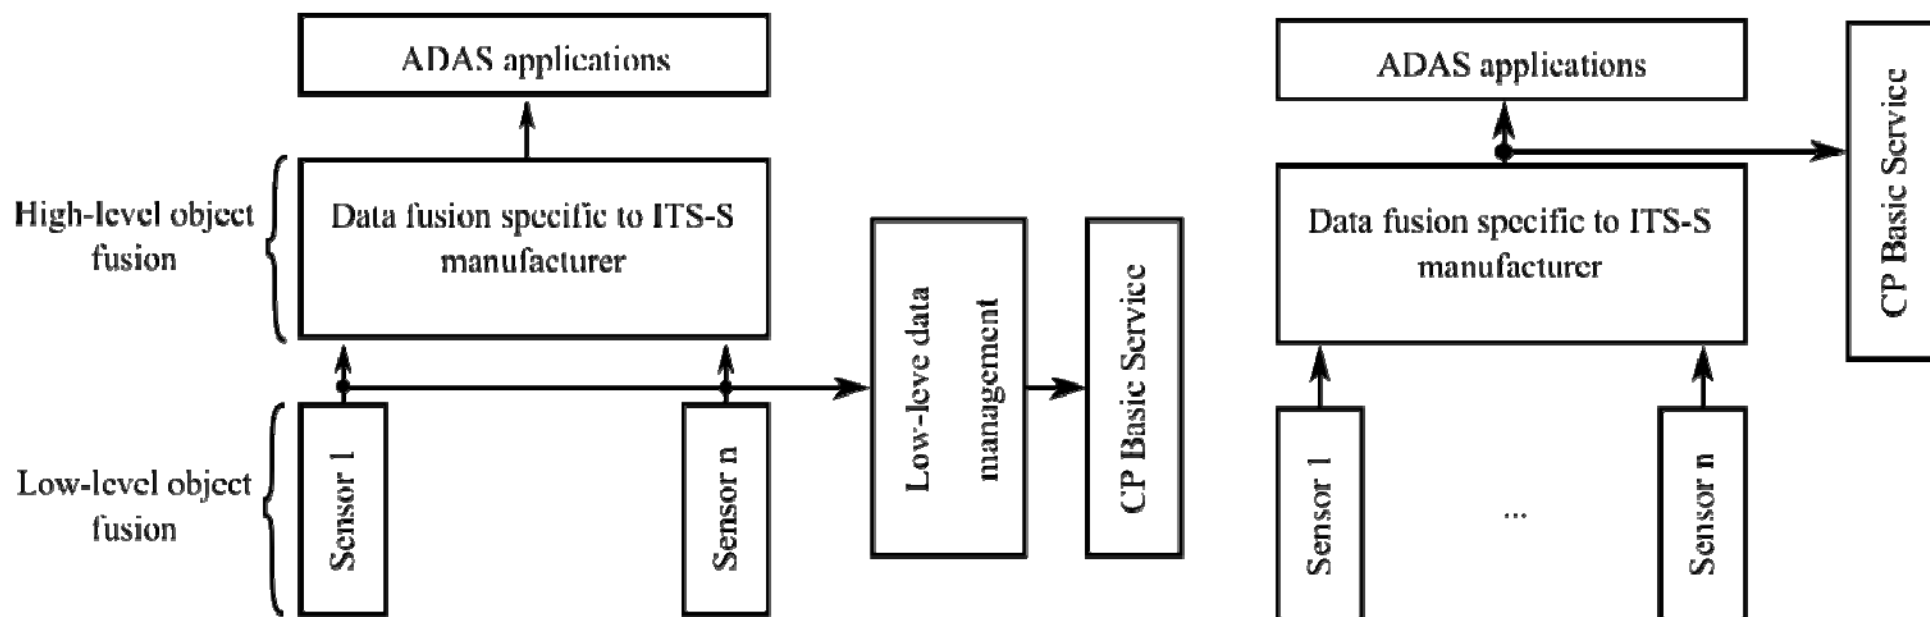 ADAS applications
High-level object
fusion
Data fusion specific to ITS-S
manufacturer
Low-level object
fusion
Sensor 1
Sensor n
Low-leve data
management
CP Basic Service
ADAS applications
Data fusion specific to ITS-S
manufacturer
Sensor 1
...
Sensor n
CP Basic Service